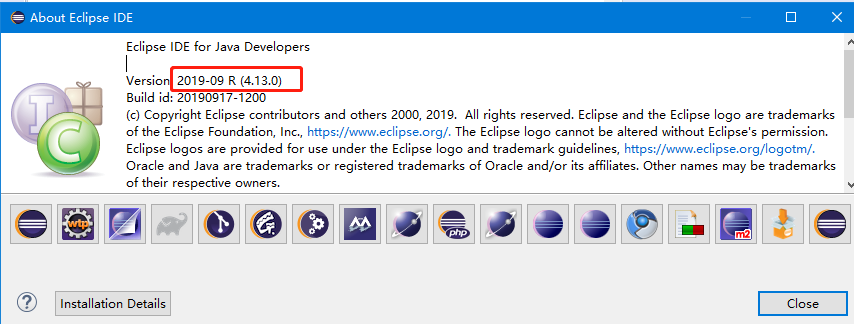 About Eclipse IDE
Eclipse IDE for Java Developers
Version: 2019-09 R (4.13.0)
Build id: 20190917-1200
(c) Copyright Eclipse contributors and others 2000, 2019.  All rights reserved. Eclipse and the Eclipse logo are trademarks
of the Eclipse Foundation, Inc., https://www.eclipse.org/. The Eclipse logo cannot be altered without Eclipse's permission.
Eclipse logos are provided for use under the Eclipse logo and trademark guidelines, https://www.eclipse.org/logotm/.
Oracle and Java are trademarks or registered trademarks of Oracle and/or its affiliates. Other names may be trademarks
of their respective owners.
I C
wtp php m2
? Installation Details Close